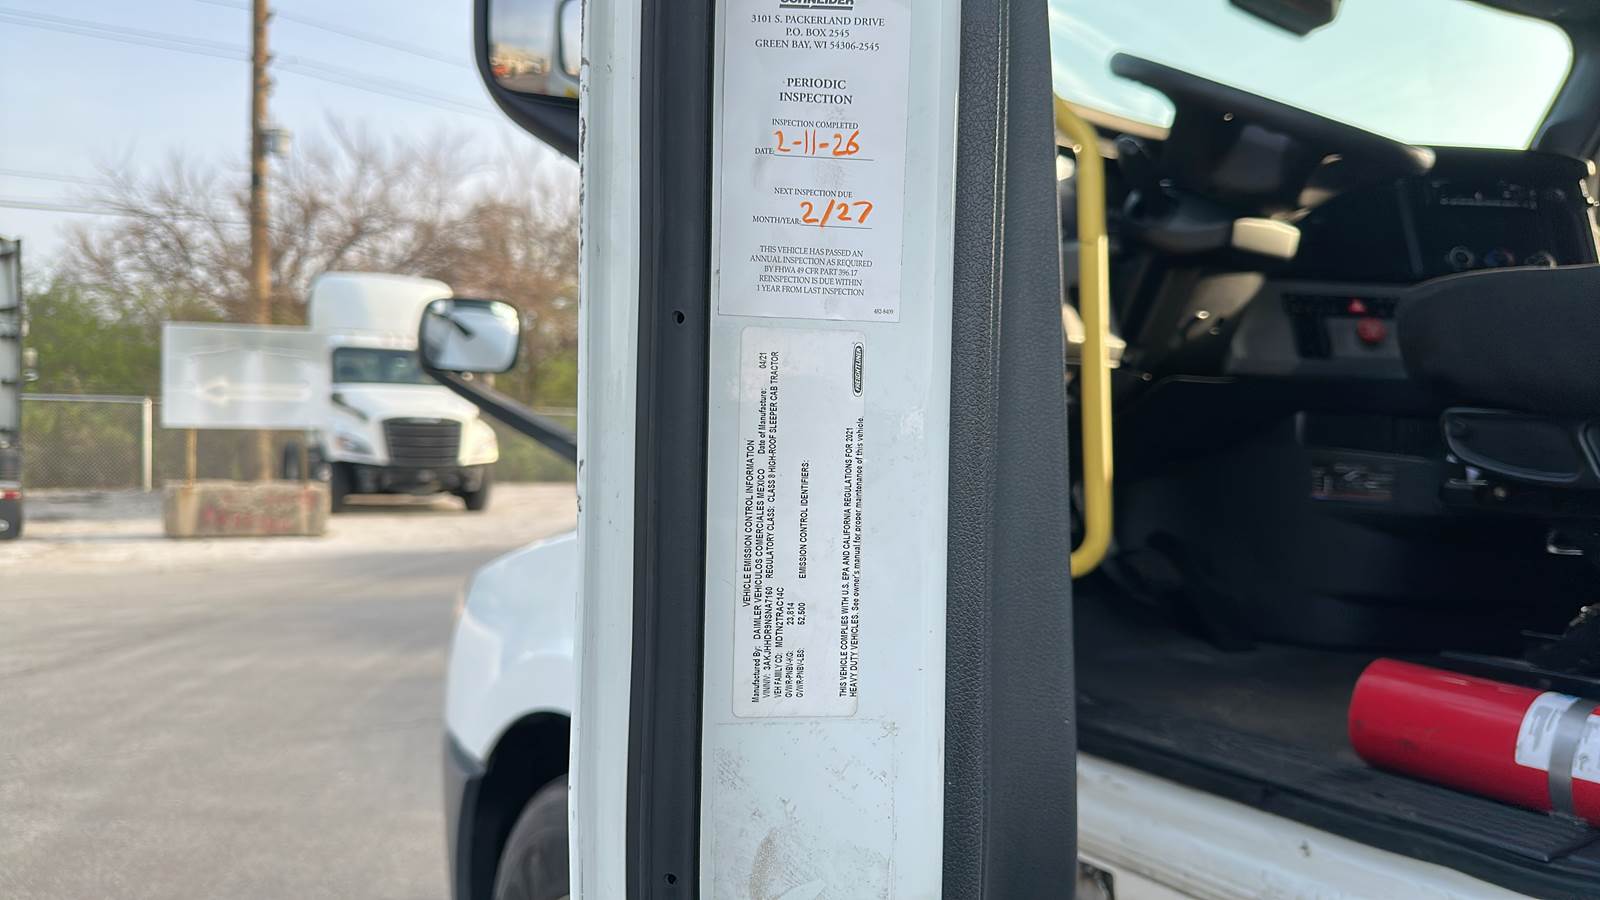 SCHNEIDER
3101 S. PACKERLAND DRIVE
P.O. BOX 2545
GREEN BAY, WI 54306-2545
PERIODIC
INSPECTION
INSPECTION COMPLETED
DATE: 2-11-26
NEXT INSPECTION DUE
MONTH/YEAR: 2/27
THIS VEHICLE HAS PASSED AN
ANNUAL INSPECTION AS REQUIRED
BY FHWA 49 CFR PART 396.17
REINSPECTION IS DUE WITHIN
1 YEAR FROM LAST INSPECTION
482-8409
VEHICLE EMISSION CONTROL INFORMATION
Manufactured By: DAIMLER VEHICULOS COMERCIALES MEXICO Date of Manufacture: 04/21
VIN/NIV: 3AKJHHDR9NSNA7160 REGULATORY CLASS: CLASS 8 HIGH-ROOF SLEEPER CAB TRACTOR
VEH FAMILY CD: MDTN2TRAC14C
GVWR-PNBV-KG: 23,814
GVWR-PNBV-LBS: 52,500 EMISSION CONTROL IDENTIFIERS:
THIS VEHICLE COMPLIES WITH U.S. EPA AND CALIFORNIA REGULATIONS FOR 2021
HEAVY DUTY VEHICLES. See owner's manual for proper maintenance of this vehicle.
FREIGHTLINER